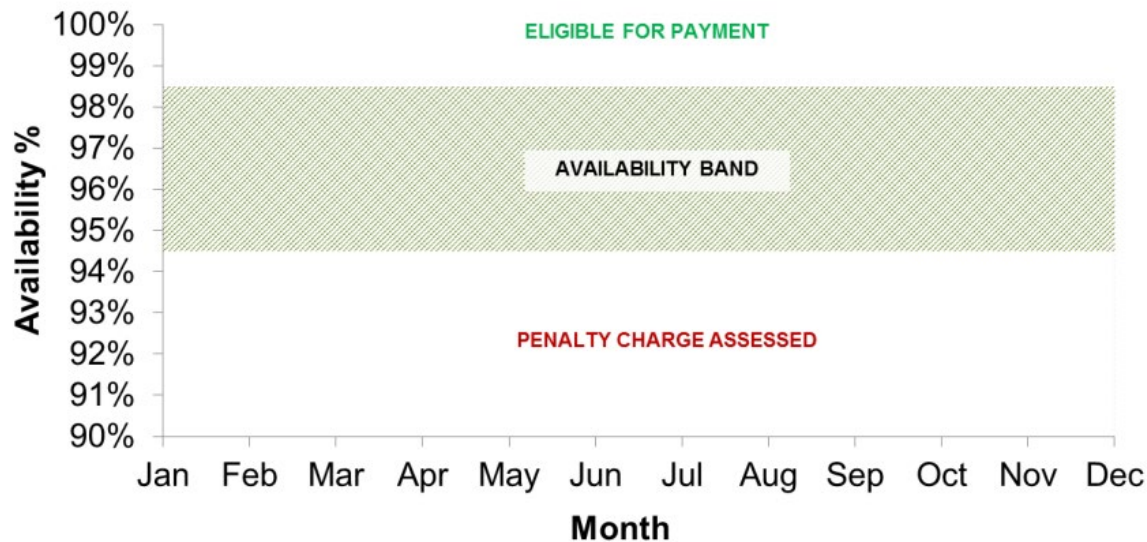 100%
ELIGIBLE FOR PAYMENT
99%
98%
97%
AVAILABILITY BAND
96%
95%
94%
93%
PENALTY CHARGE ASSESSED
92%
91%
90%
Availability %
Jan Feb Mar Apr May Jun Jul Aug Sep Oct Nov Dec
Month